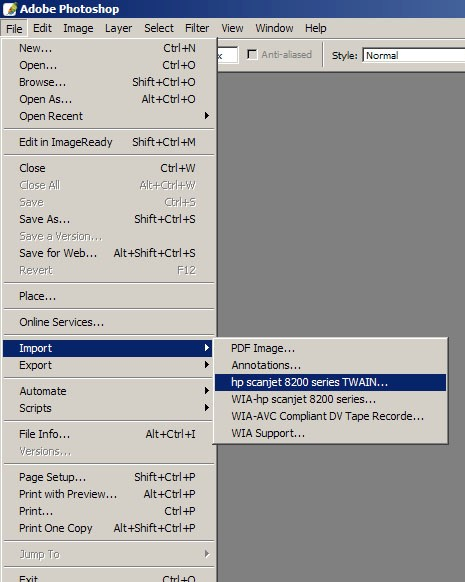 Adobe Photoshop
File Edit Image Layer Select Filter View Window Help
x Anti-aliased Style: Normal
New... Ctrl+N
Open... Ctrl+O
Browse... Shift+Ctrl+O
Open As... Alt+Ctrl+O
Open Recent
Edit in ImageReady Shift+Ctrl+M
Close Ctrl+W
Close All Alt+Ctrl+W
Save Ctrl+S
Save As... Shift+Ctrl+S
Save a Version...
Save for Web... Alt+Shift+Ctrl+S
Revert F12
Place...
Online Services...
Import
Export
Automate
Scripts
File Info... Alt+Ctrl+I
Versions...
Page Setup... Shift+Ctrl+P
Print with Preview... Alt+Ctrl+P
Print... Ctrl+P
Print One Copy Alt+Shift+Ctrl+P
Jump To
Exit Ctrl+Q
PDF Image...
Annotations...
hp scanjet 8200 series TWAIN...
WIA-hp scanjet 8200 series...
WIA-AVC Compliant DV Tape Recorde...
WIA Support...